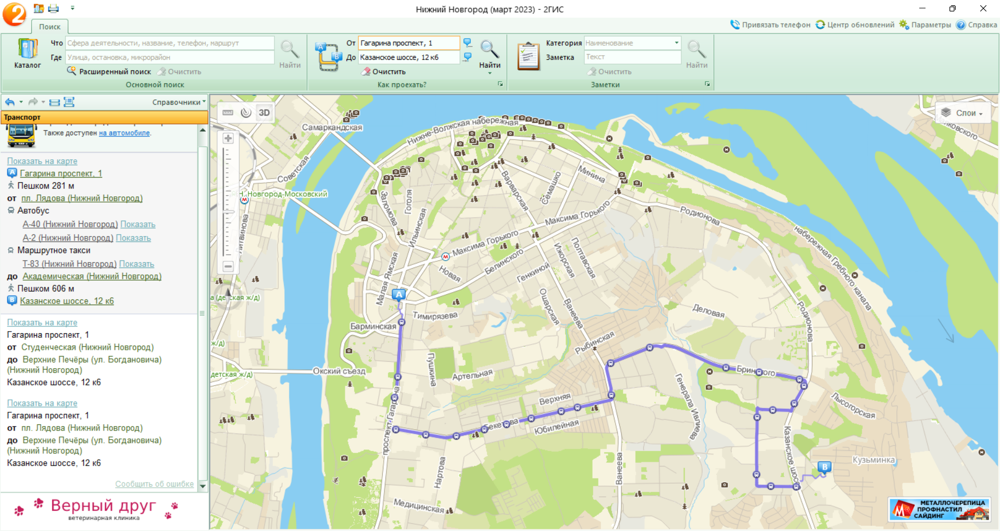 Нижний Новгород (март 2023) - 2ГИС
Поиск
Привязать телефон
Центр обновлений
Параметры
Справка
Каталог
Что
Сфера деятельности, название, телефон, маршрут
Где
Улица, остановка, микрорайон
Расширенный поиск
Очистить
Найти
Основной поиск
От
Гагарина проспект, 1
До
Казанское шоссе, 12 к6
Очистить
Найти
Как проехать?
Категория
Наименование
Заметка
Текст
Очистить
Найти
Заметки
Справочники
Транспорт
Также доступен на автомобиле.
Показать на карте
A Гагарина проспект, 1
Пешком 281 м
от пл. Лядова (Нижний Новгород)
Автобус
А-40 (Нижний Новгород) Показать
А-2 (Нижний Новгород) Показать
Маршрутное такси
Т-83 (Нижний Новгород) Показать
до Академическая (Нижний Новгород)
Пешком 606 м
B Казанское шоссе, 12 к6
Показать на карте
Гагарина проспект, 1
от Студенческая (Нижний Новгород)
до Верхние Печёры (ул. Богдановича)
(Нижний Новгород)
Казанское шоссе, 12 к6
Показать на карте
Гагарина проспект, 1
от пл. Лядова (Нижний Новгород)
до Верхние Печёры (ул. Богдановича)
(Нижний Новгород)
Казанское шоссе, 12 к6
Сообщить об ошибке
Верный друг
ветеринарная клиника
3D
Слои
Самаркандская
Нижне-Волжская набережная
Советская
Н. Новгород-Московский
Заломова
Гоголя
Ильинская
Варварская
Семашко
Минина
Максима Горького
Родионова
набережная Гребного канала
Максима Горького
Белинского
Ижорская
Полтавская
Генкиной
Новая
Малая Ямская
A
Тимирязева
Барминская
Ошарская
Ванеева
Рыбинская
Деловая
Родионова
Окский съезд
Пушкина
Артельная
Верхняя
Юбилейная
проспект Гагарина
Генерала Ивлиева
Лысогорская
Казанское шоссе
Кузьминка
B
Нартова
Ванеева
Медицинская
МЕТАЛЛОЧЕРЕПИЦА
ПРОФНАСТИЛ
САЙДИНГ